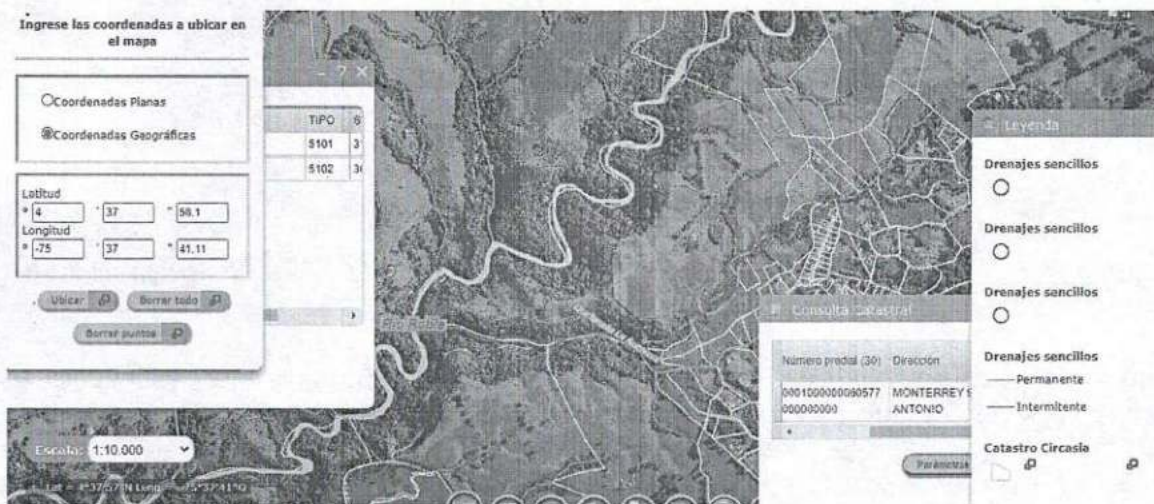 Ingrese las coordenadas a ubicar en
el mapa
Coordenadas Planas
Coordenadas Geográficas
Latitud
° 4 ' 37 " 58.1
Longitud
° -75 ' 37 " 41.11
Ubicar
Borrar todo
Borrar puntos
- ? X
TIPO
5101
5102
Escala: 1:10.000
Consulta Catastral
Número predial (30) Dirección
0001000000060577 MONTERREY
000000000 ANTONIO
Leyenda
Drenajes sencillos
Drenajes sencillos
Drenajes sencillos
Drenajes sencillos
Permanente
Intermitente
Catastro Circasia